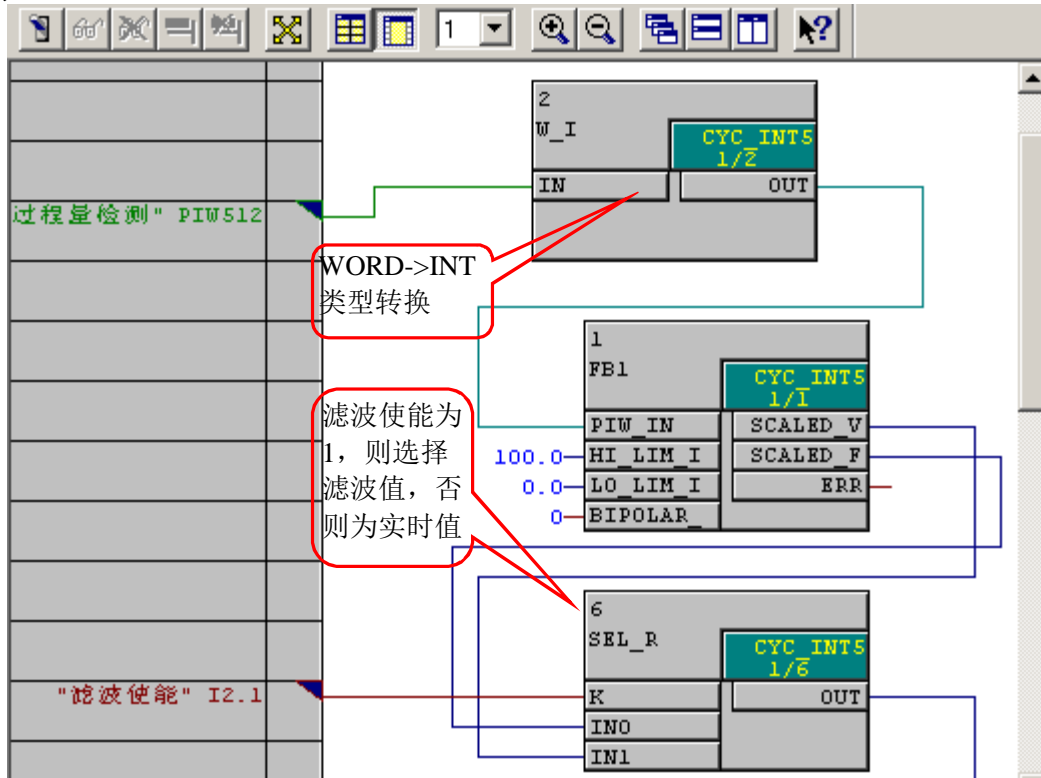 1
2
W_I
CYC_INT5
1/2
IN OUT
过程量检测" PIW512
WORD->INT
类型转换
1
FB1
CYC_INT5
1/1
滤波使能为
1，则选择
滤波值，否
则为实时值
PIW_IN SCALED_V
100.0 HI_LIM_I SCALED_F
0.0 LO_LIM_I ERR
0 BIPOLAR_
6
SEL_R
CYC_INT5
1/6
"滤波使能" I2.1
K OUT
IN0
IN1